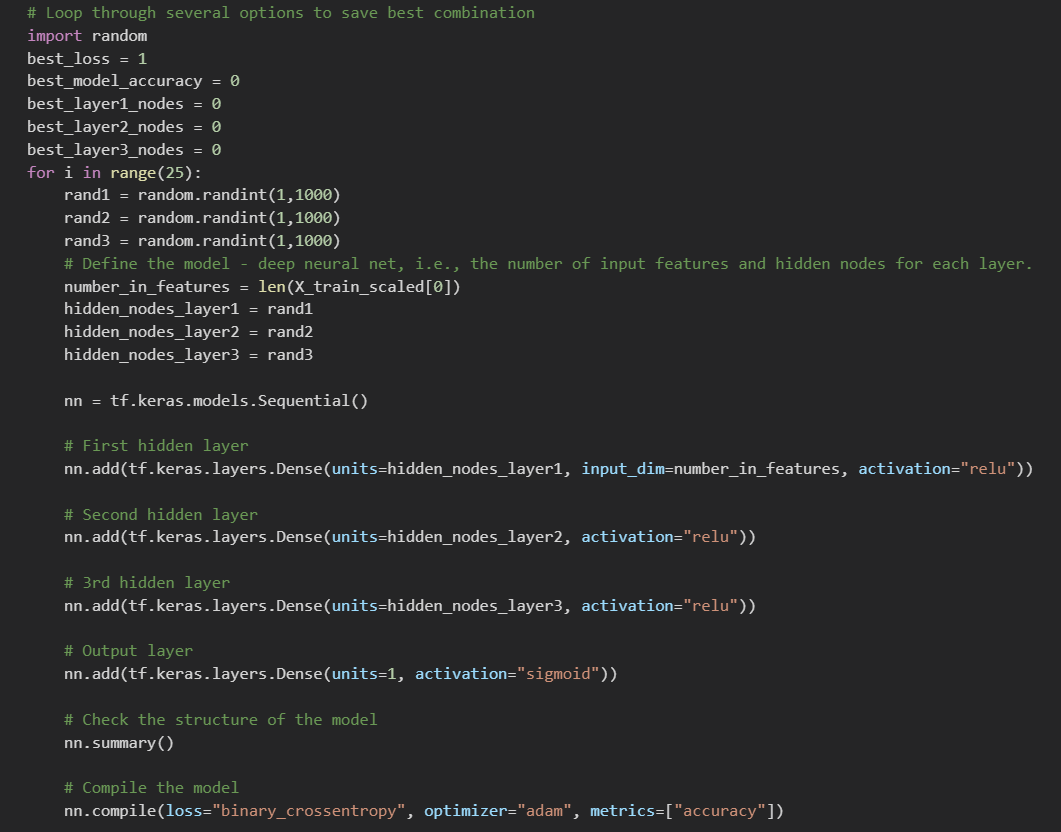 # Loop through several options to save best combination
import random
best_loss = 1
best_model_accuracy = 0
best_layer1_nodes = 0
best_layer2_nodes = 0
best_layer3_nodes = 0
for i in range(25):
    rand1 = random.randint(1,1000)
    rand2 = random.randint(1,1000)
    rand3 = random.randint(1,1000)
    # Define the model - deep neural net, i.e., the number of input features and hidden nodes for each layer.
    number_in_features = len(X_train_scaled[0])
    hidden_nodes_layer1 = rand1
    hidden_nodes_layer2 = rand2
    hidden_nodes_layer3 = rand3

    nn = tf.keras.models.Sequential()

    # First hidden layer
    nn.add(tf.keras.layers.Dense(units=hidden_nodes_layer1, input_dim=number_in_features, activation="relu"))

    # Second hidden layer
    nn.add(tf.keras.layers.Dense(units=hidden_nodes_layer2, activation="relu"))

    # 3rd hidden layer
    nn.add(tf.keras.layers.Dense(units=hidden_nodes_layer3, activation="relu"))

    # Output layer
    nn.add(tf.keras.layers.Dense(units=1, activation="sigmoid"))

    # Check the structure of the model
    nn.summary()

    # Compile the model
    nn.compile(loss="binary_crossentropy", optimizer="adam", metrics=["accuracy"])